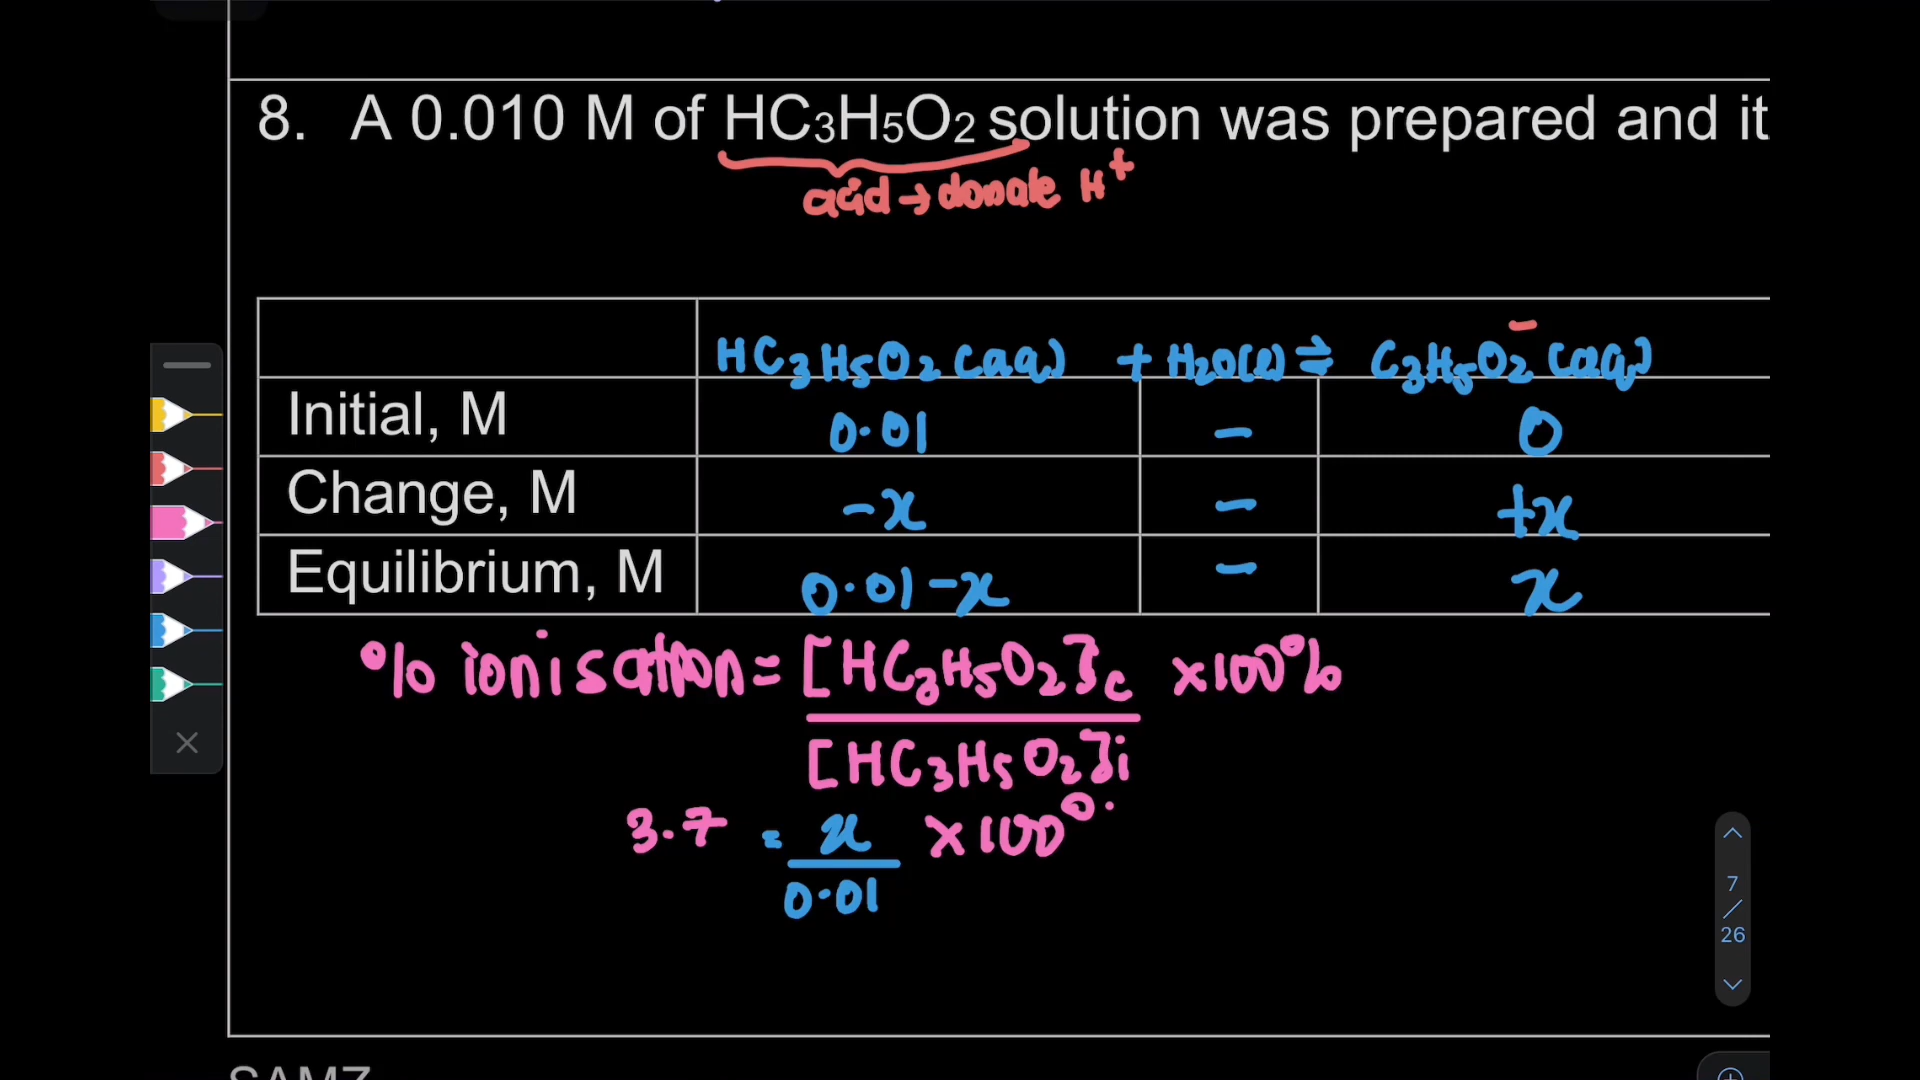 8. A 0.010 M of HC₃H₅O₂ solution was prepared and it
acid → donate H⁺
HC₃H₅O₂ (aq) + H₂O(l) ⇌ C₃H₅O₂⁻ (aq)
Initial, M 0.01 - 0
Change, M -x - +x
Equilibrium, M 0.01-x - x
% ionisation = [HC₃H₅O₂]c ×100%
[HC₃H₅O₂]i
3.7 = x ×100
0.01
7
/
26